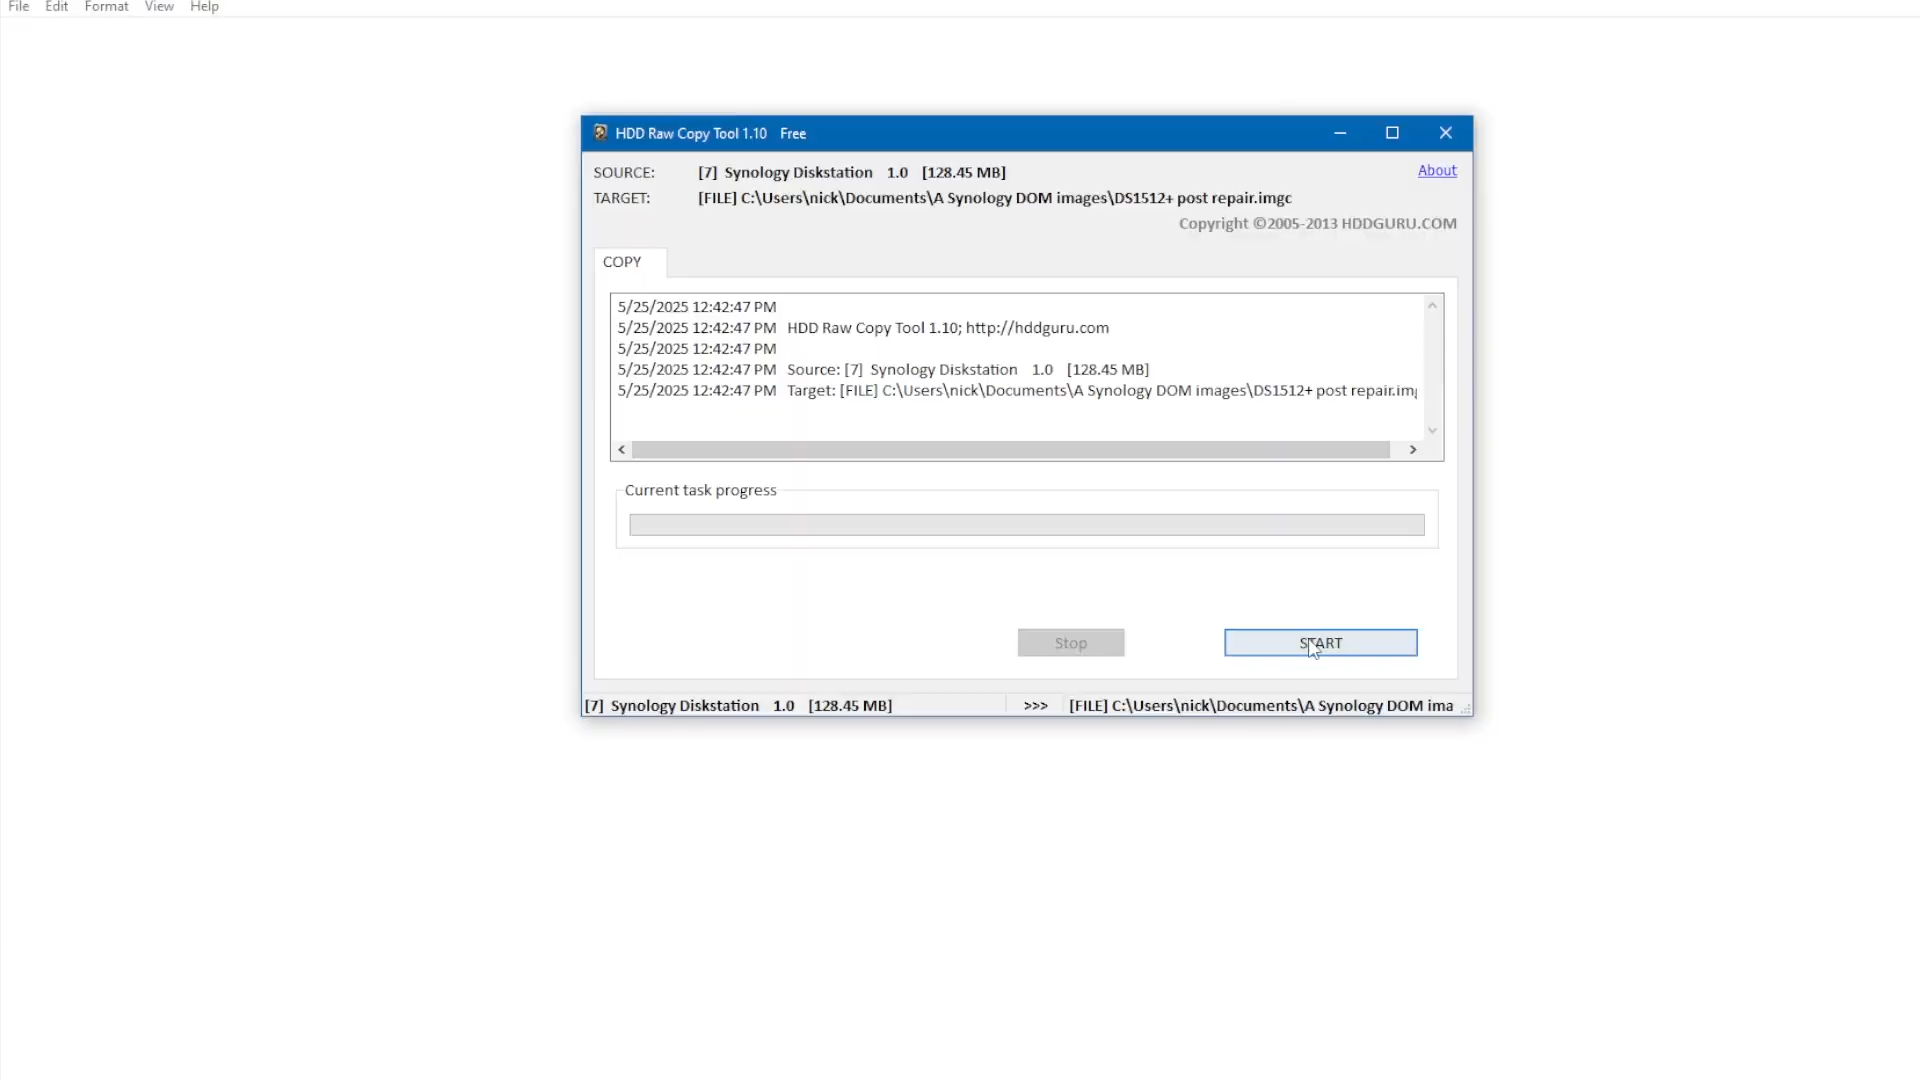 File Edit Format View Help
HDD Raw Copy Tool 1.10 Free
SOURCE: [7] Synology Diskstation 1.0 [128.45 MB] About
TARGET: [FILE] C:\Users\nick\Documents\A Synology DOM images\DS1512+ post repair.imgc
Copyright ©2005-2013 HDDGURU.COM
COPY
5/25/2025 12:42:47 PM
5/25/2025 12:42:47 PM HDD Raw Copy Tool 1.10; http://hddguru.com
5/25/2025 12:42:47 PM
5/25/2025 12:42:47 PM Source: [7] Synology Diskstation 1.0 [128.45 MB]
5/25/2025 12:42:47 PM Target: [FILE] C:\Users\nick\Documents\A Synology DOM images\DS1512+ post repair.im
Current task progress
Stop START
[7] Synology Diskstation 1.0 [128.45 MB] >>> [FILE] C:\Users\nick\Documents\A Synology DOM ima